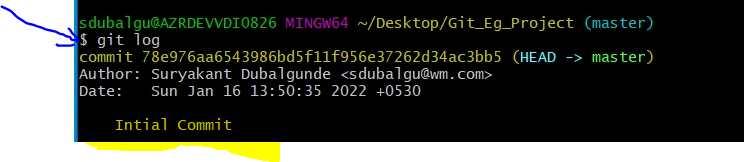 sdubalgu@AZRDEVVDI0826 MINGW64 ~/Desktop/Git_Eg_Project (master)
$ git log
commit 78e976aa6543986bd5f11f956e37262d34ac3bb5 (HEAD -> master)
Author: Suryakant Dubalgunde <sdubalgu@wm.com>
Date:   Sun Jan 16 13:50:35 2022 +0530
    Intial Commit